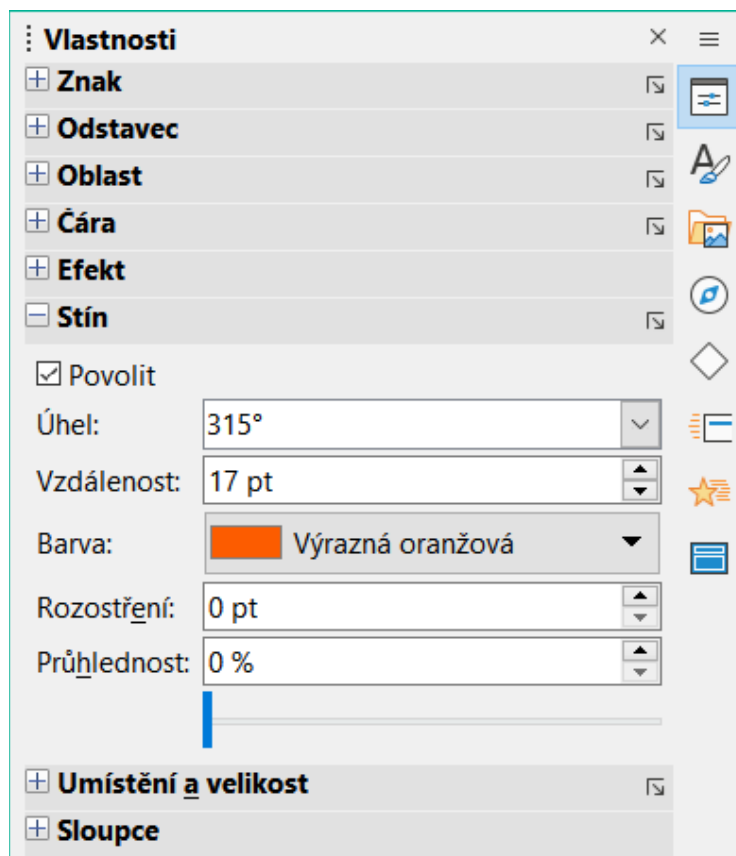 Vlastnosti
Znak
Odstavec
Oblast
Čára
Efekt
Stín
Povolit
Úhel: 315°
Vzdálenost: 17 pt
Barva: Výrazná oranžová
Rozostření: 0 pt
Průhlednost: 0 %
Umístění a velikost
Sloupce